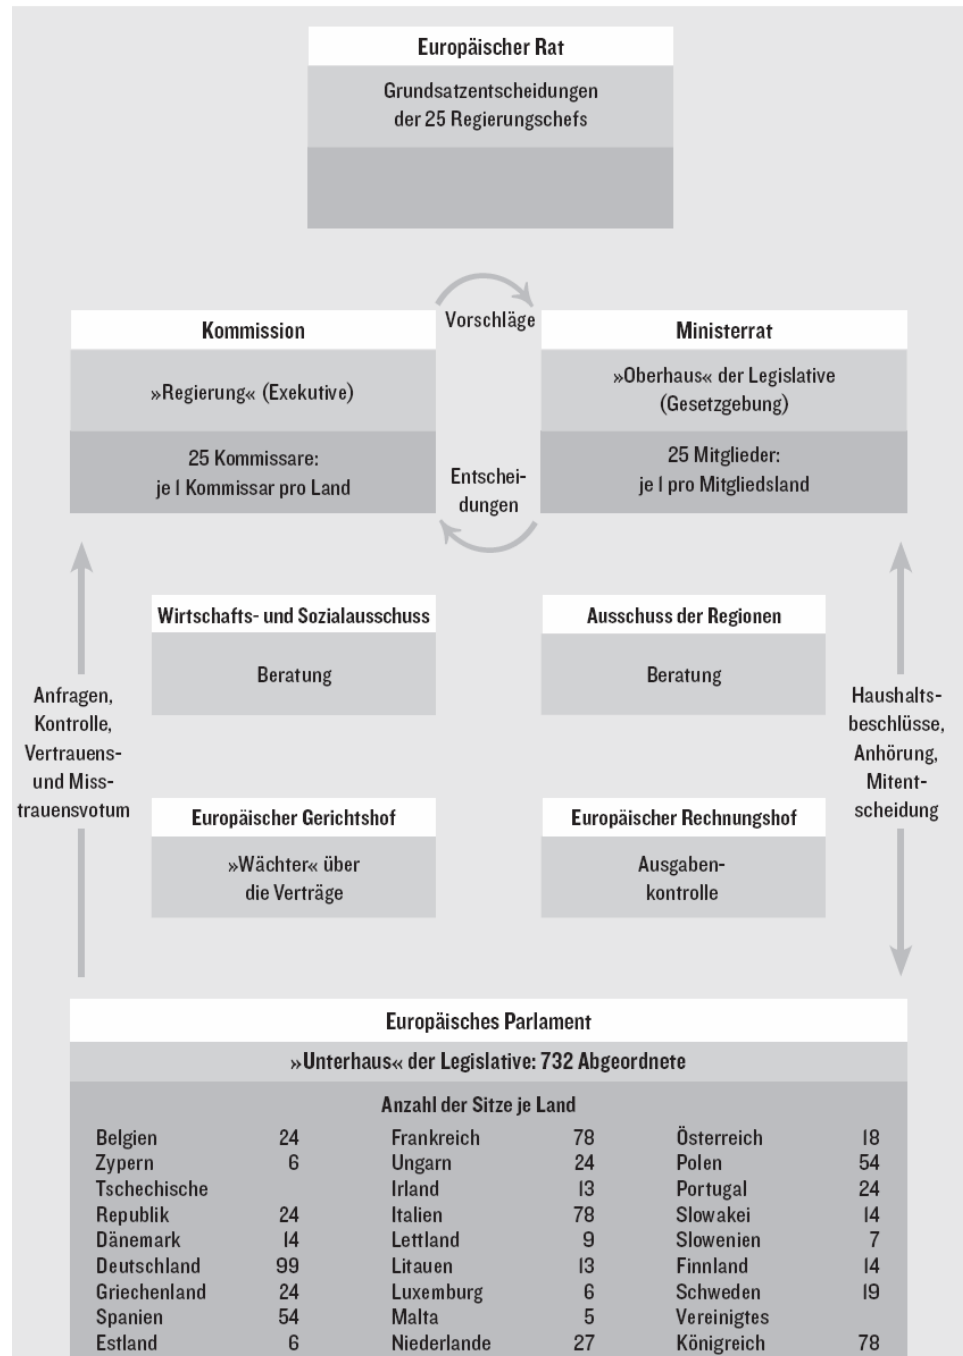 Europäischer Rat
Grundsatzentscheidungen
der 25 Regierungschefs
Kommission
»Regierung« (Exekutive)
25 Kommissare:
je 1 Kommissar pro Land
Vorschläge
Entschei-
dungen
Ministerrat
»Oberhaus« der Legislative
(Gesetzgebung)
25 Mitglieder:
je 1 pro Mitgliedsland
Anfragen,
Kontrolle,
Vertrauens-
und Miss-
trauensvotum
Wirtschafts- und Sozialausschuss
Beratung
Ausschuss der Regionen
Beratung
Haushalts-
beschlüsse,
Anhörung,
Mitent-
scheidung
Europäischer Gerichtshof
»Wächter« über
die Verträge
Europäischer Rechnungshof
Ausgaben-
kontrolle
Europäisches Parlament
»Unterhaus« der Legislative: 732 Abgeordnete
Anzahl der Sitze je Land
Belgien 24
Zypern 6
Tschechische
Republik 24
Dänemark 14
Deutschland 99
Griechenland 24
Spanien 54
Estland 6
Frankreich 78
Ungarn 24
Irland 13
Italien 78
Lettland 9
Litauen 13
Luxemburg 6
Malta 5
Niederlande 27
Österreich 18
Polen 54
Portugal 24
Slowakei 14
Slowenien 7
Finnland 14
Schweden 19
Vereinigtes
Königreich 78